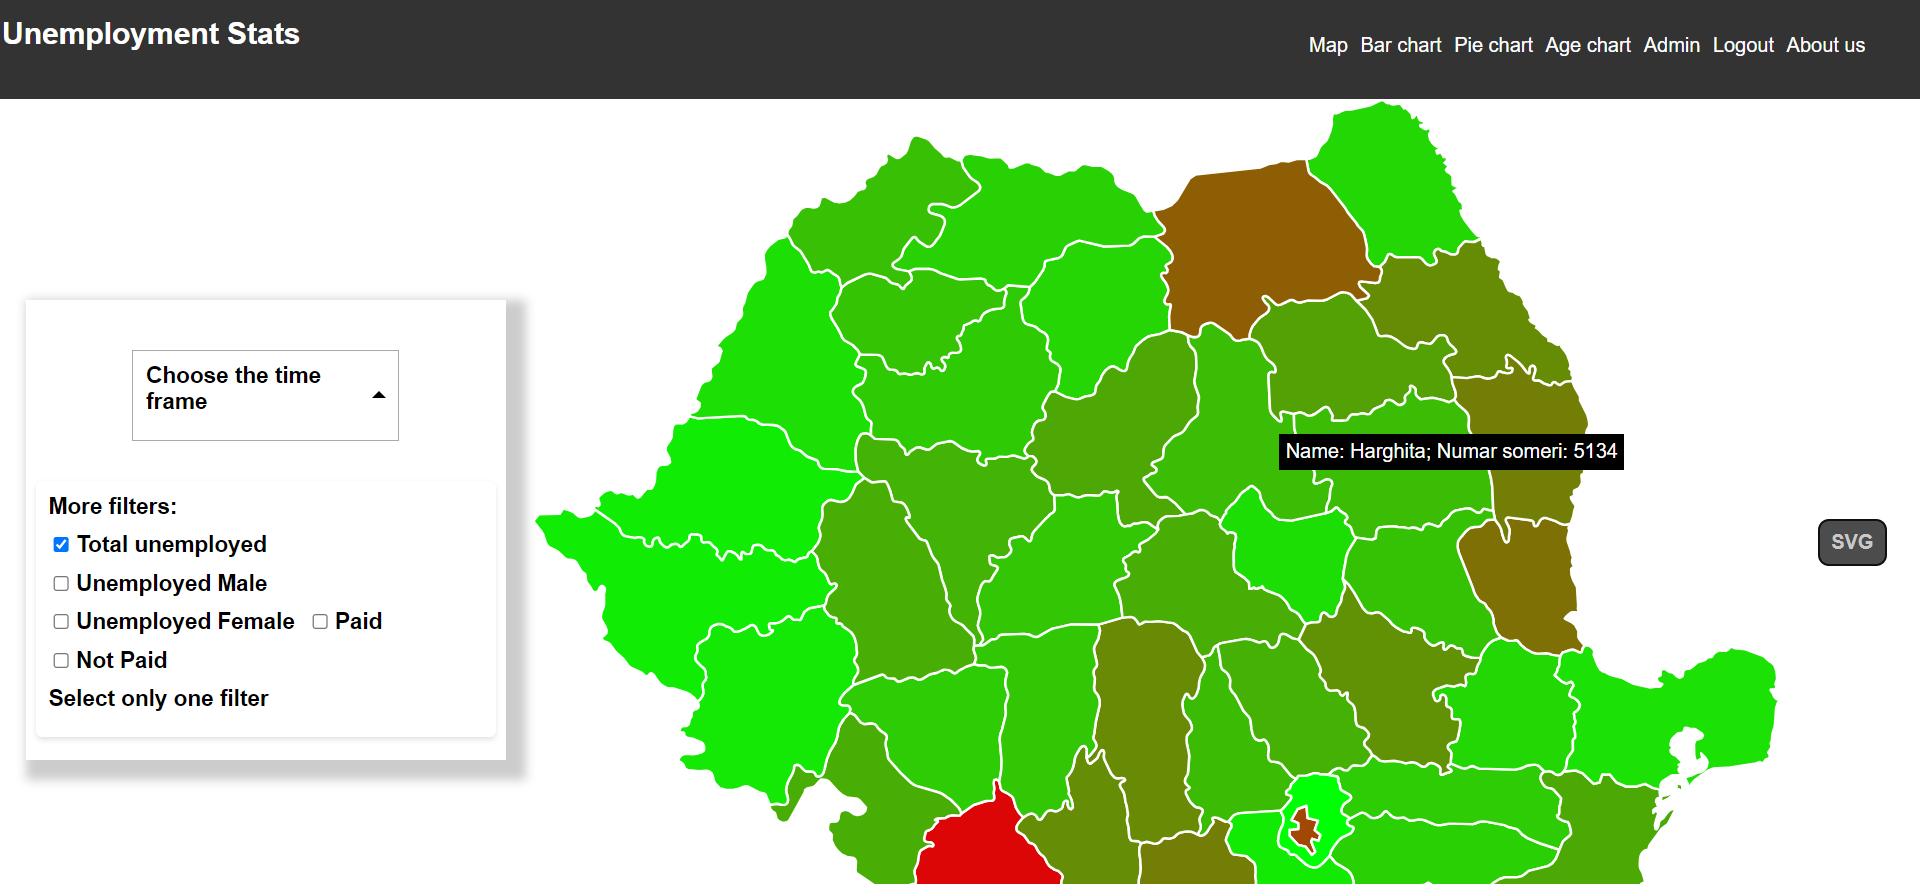 Unemployment Stats
Map Bar chart Pie chart Age chart Admin Logout About us
Choose the time
frame
More filters:
Total unemployed
Unemployed Male
Unemployed Female Paid
Not Paid
Select only one filter
Name: Harghita; Numar someri: 5134
SVG